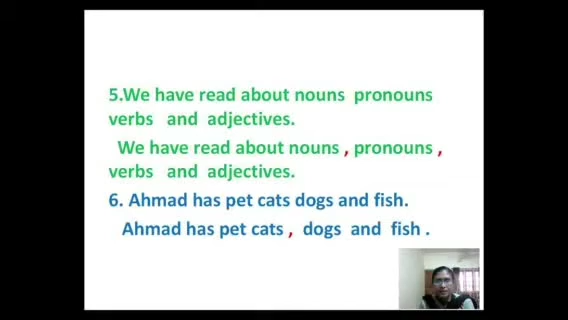 5.We have read about nouns pronouns
verbs and adjectives.
We have read about nouns , pronouns ,
verbs and adjectives.
6. Ahmad has pet cats dogs and fish.
Ahmad has pet cats , dogs and fish .